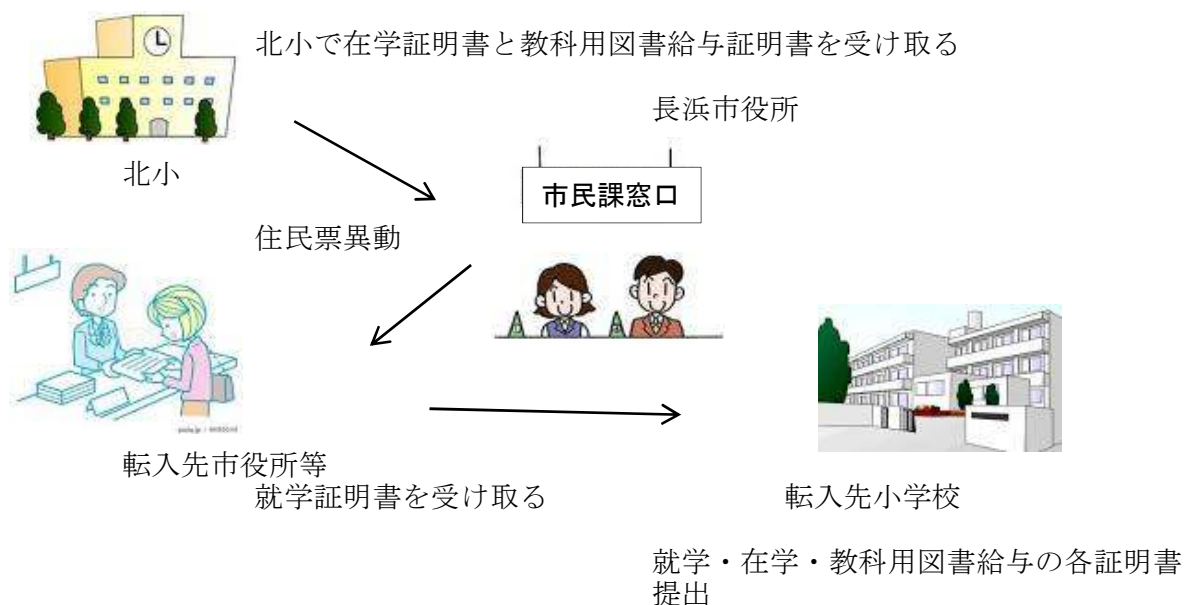 北小で在学証明書と教科用図書給与証明書を受け取る
長浜市役所
北小
市民課窓口
住民票異動
転入先市役所等
就学証明書を受け取る
転入先小学校
就学・在学・教科用図書給与の各証明書
提出